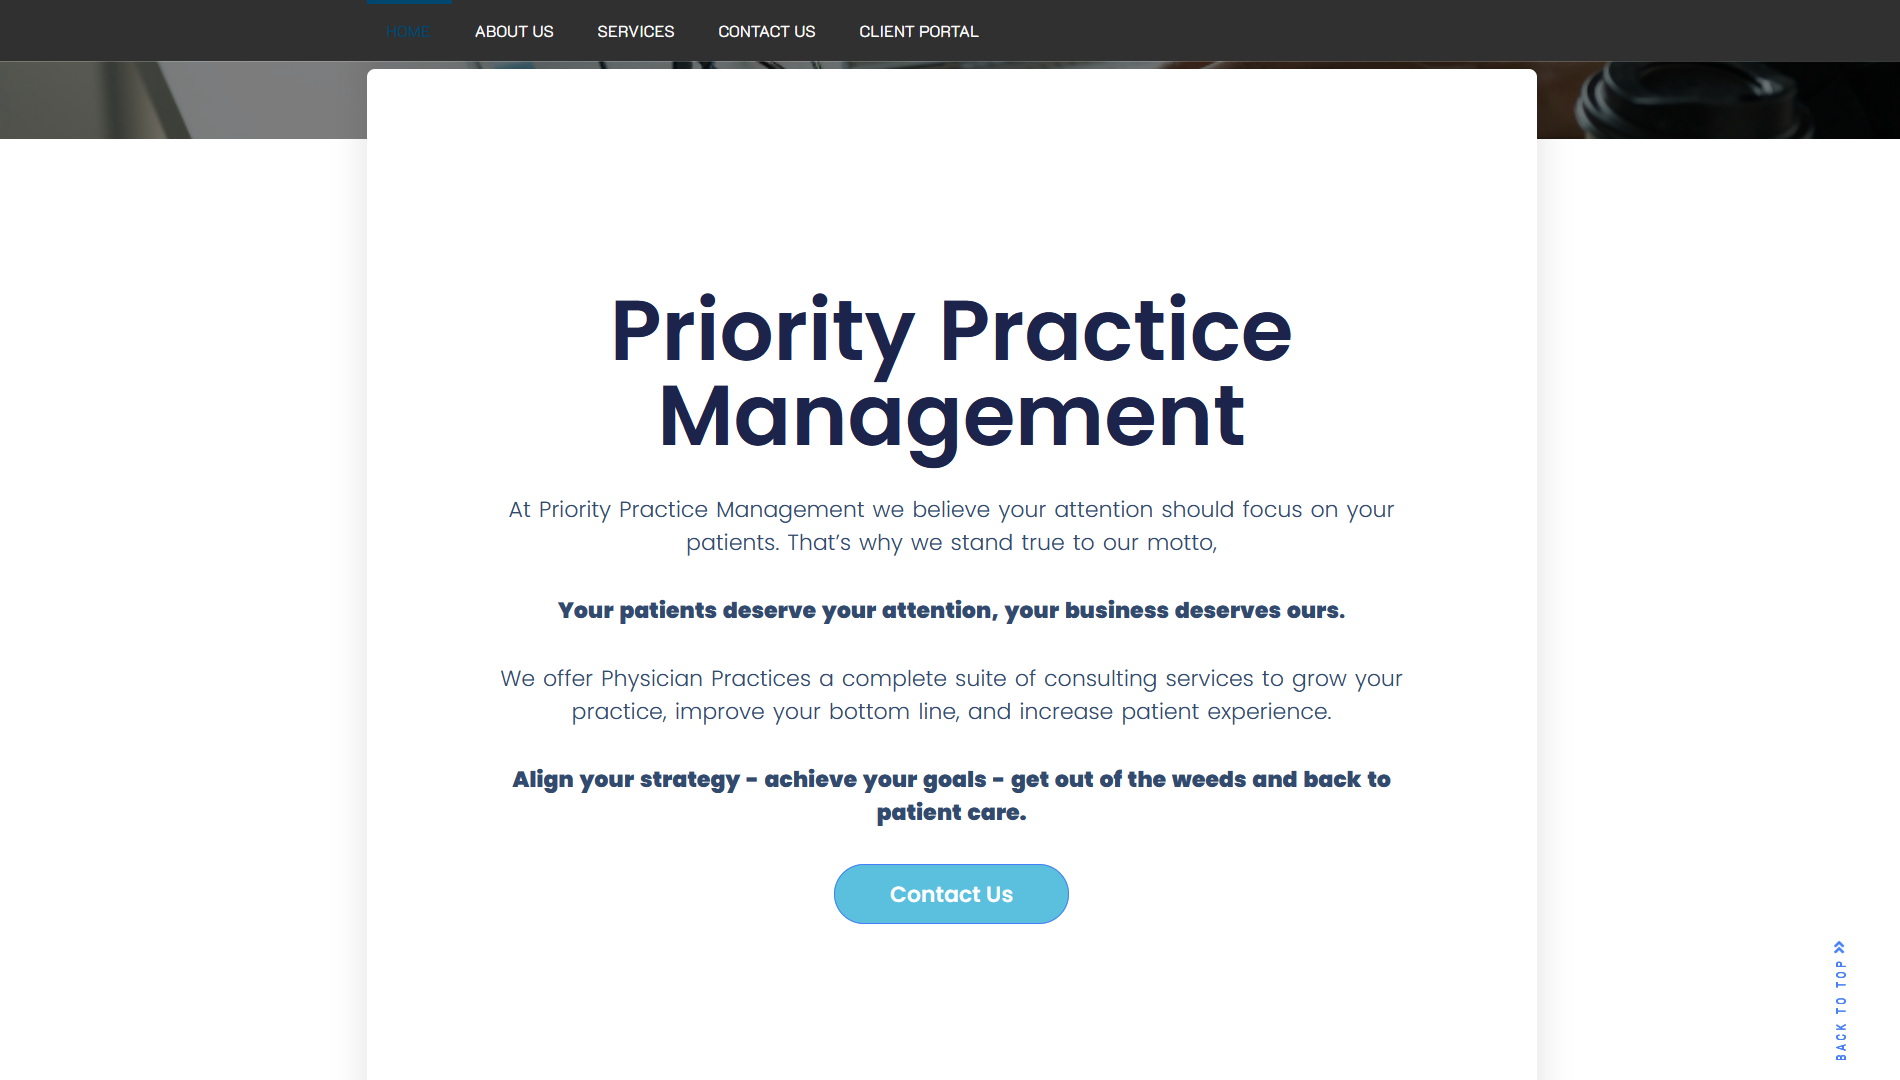 HOME ABOUT US SERVICES CONTACT US CLIENT PORTAL
Priority Practice
Management
At Priority Practice Management we believe your attention should focus on your
patients. That’s why we stand true to our motto,
Your patients deserve your attention, your business deserves ours.
We offer Physician Practices a complete suite of consulting services to grow your
practice, improve your bottom line, and increase patient experience.
Align your strategy - achieve your goals - get out of the weeds and back to
patient care.
Contact Us
BACK TO TOP